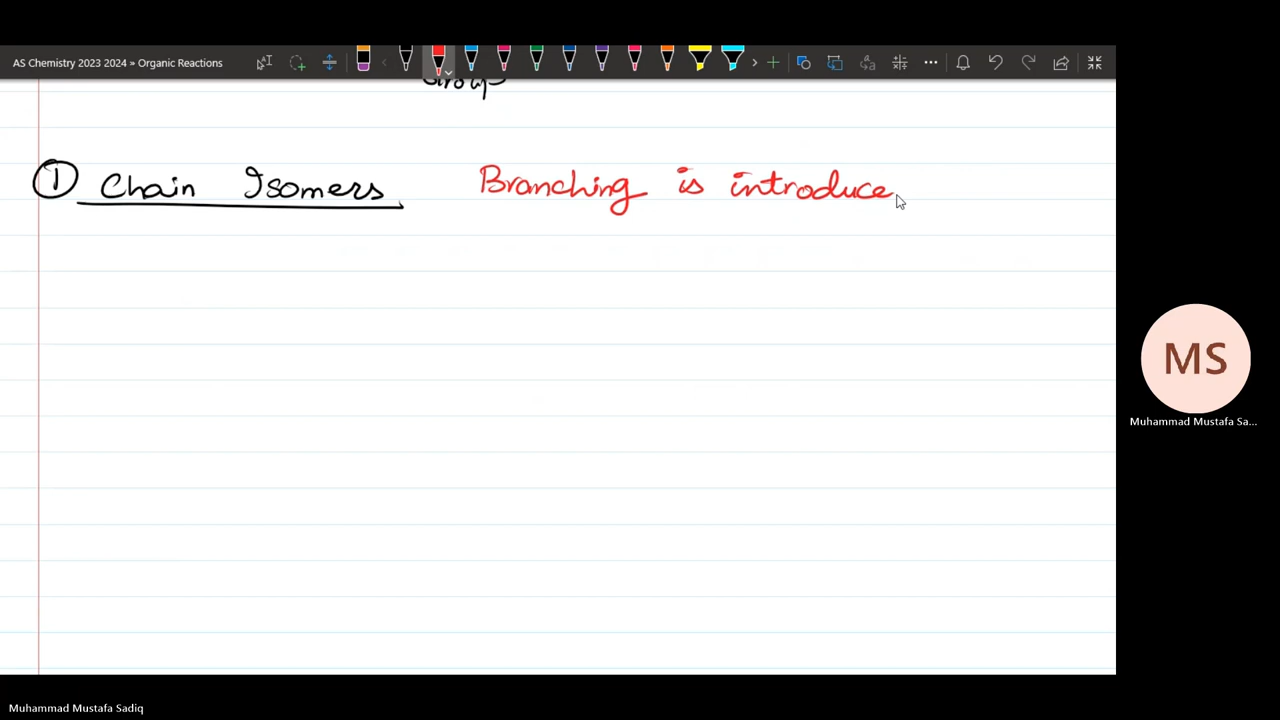 AS Chemistry 2023 2024 » Organic Reactions
Group
① Chain Isomers Branching is introduce
MS
Muhammad Mustafa Sa...
Muhammad Mustafa Sadiq